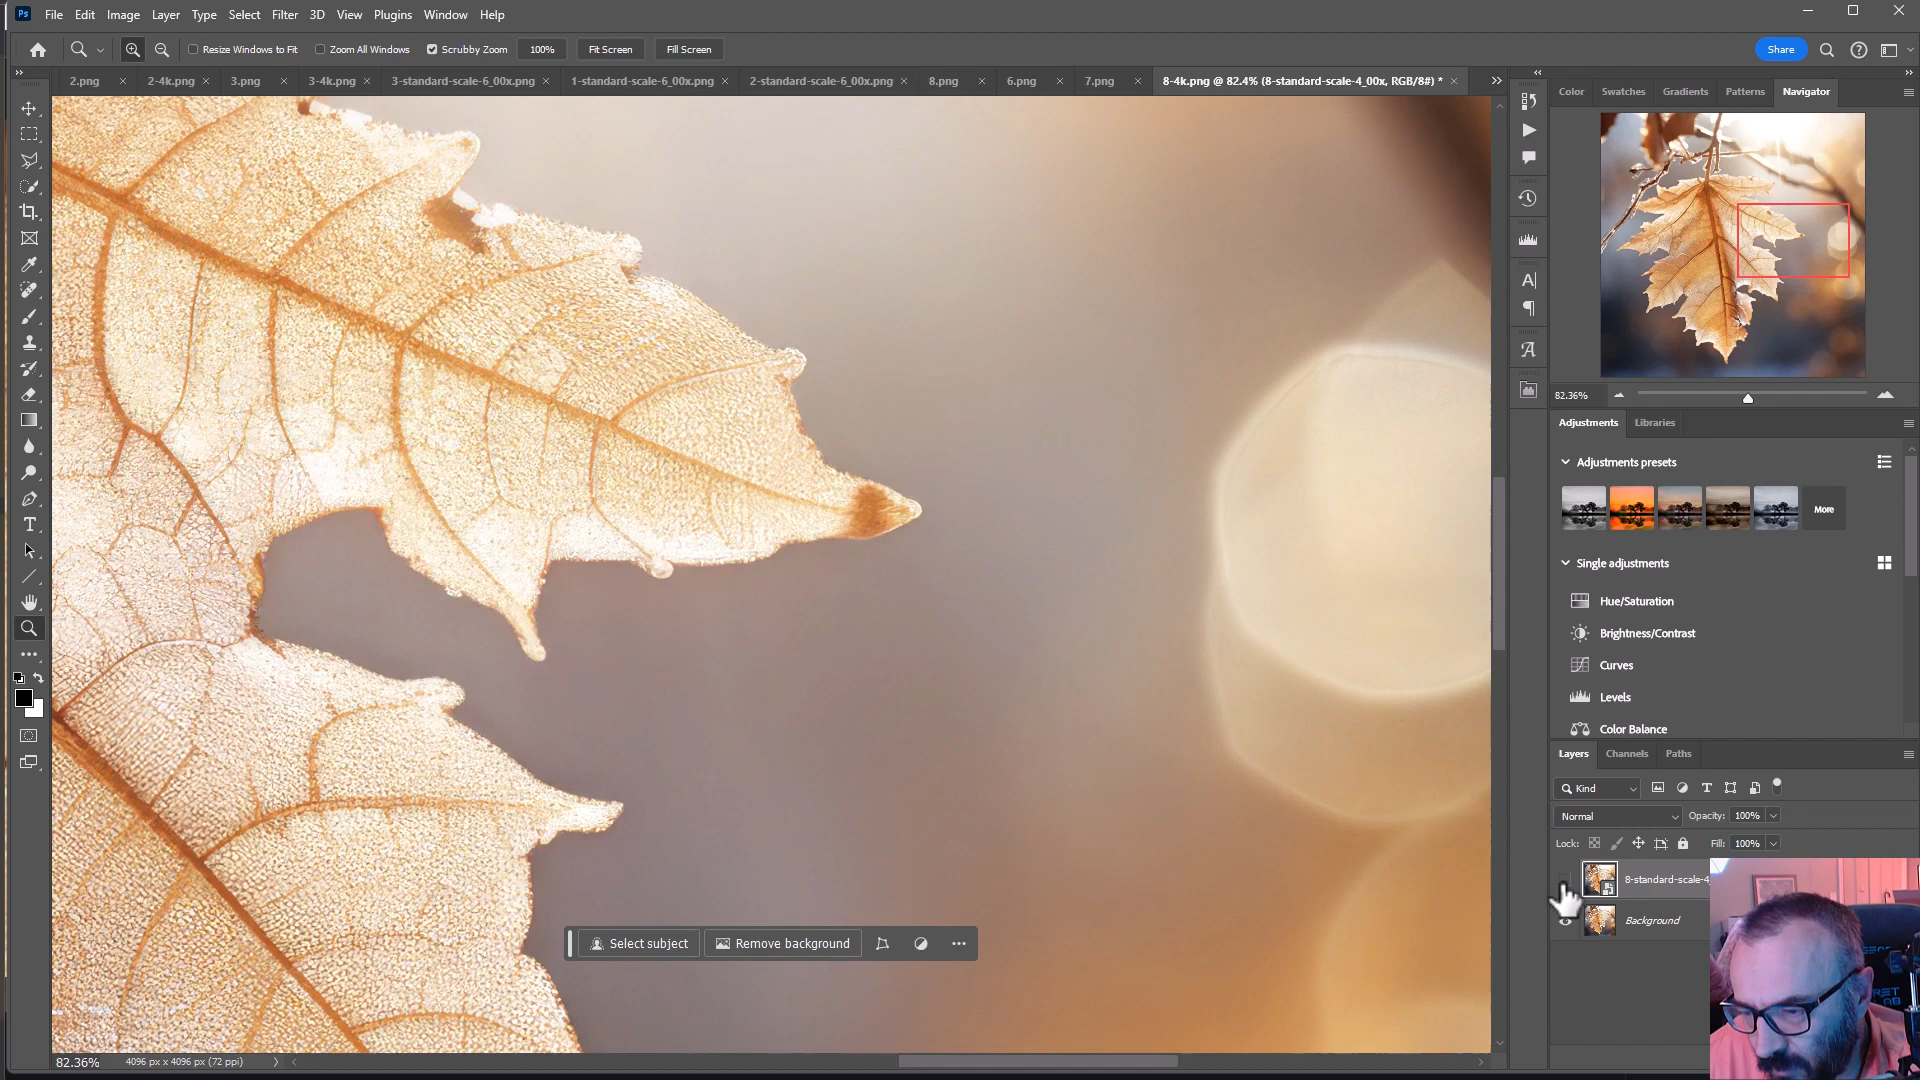 Ps File Edit Image Layer Type Select Filter 3D View Plugins Window Help
Resize Windows to Fit Zoom All Windows Scrubby Zoom 100% Fit Screen Fill Screen Share
2.png 2-4k.png 3.png 3-4k.png 3-standard-scale-6_00x.png 1-standard-scale-6_00x.png 2-standard-scale-6_00x.png 8.png 6.png 7.png 8-4k.png @ 82.4% (8-standard-scale-4_00x, RGB/8#) *
Color Swatches Gradients Patterns Navigator
82.36%
Adjustments Libraries
Adjustments presets
More
Single adjustments
Hue/Saturation
Brightness/Contrast
Curves
Levels
Color Balance
Layers Channels Paths
Kind
Normal Opacity: 100%
Lock: Fill: 100%
8-standard-scale-4
Background
Select subject Remove background
82.36% 4096 px x 4096 px (72 ppi)